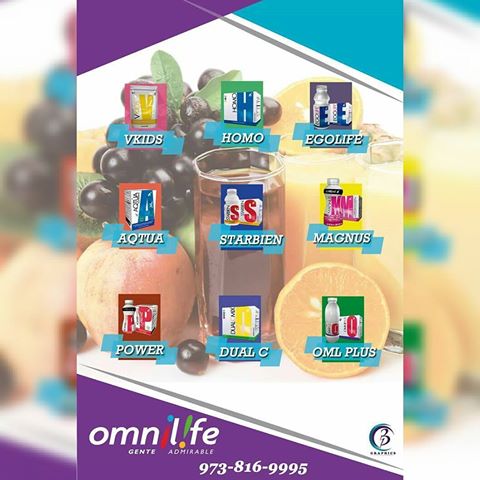 VKIDS
HOMO
EGOLIFE
AQTUA
STARBIEN
MAGNUS
POWER
DUAL C
OML PLUS
omnilife
GENTE ADMIRABLE
973-816-9995
GRAPHICS